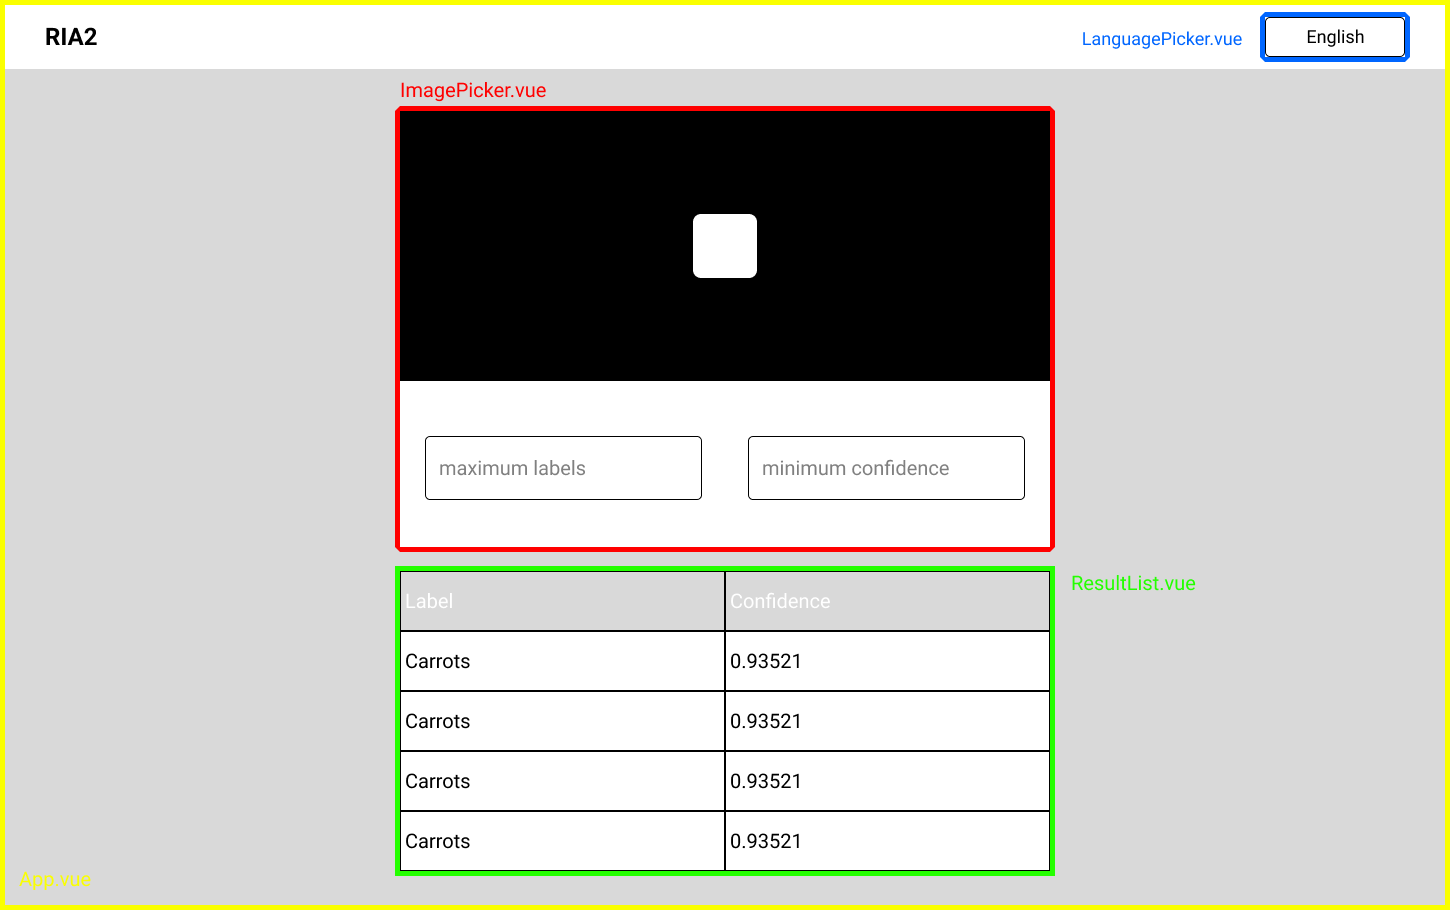 RIA2
LanguagePicker.vue
English
ImagePicker.vue
maximum labels
minimum confidence
ResultList.vue
Label Confidence
Carrots 0.93521
Carrots 0.93521
Carrots 0.93521
Carrots 0.93521
App.vue